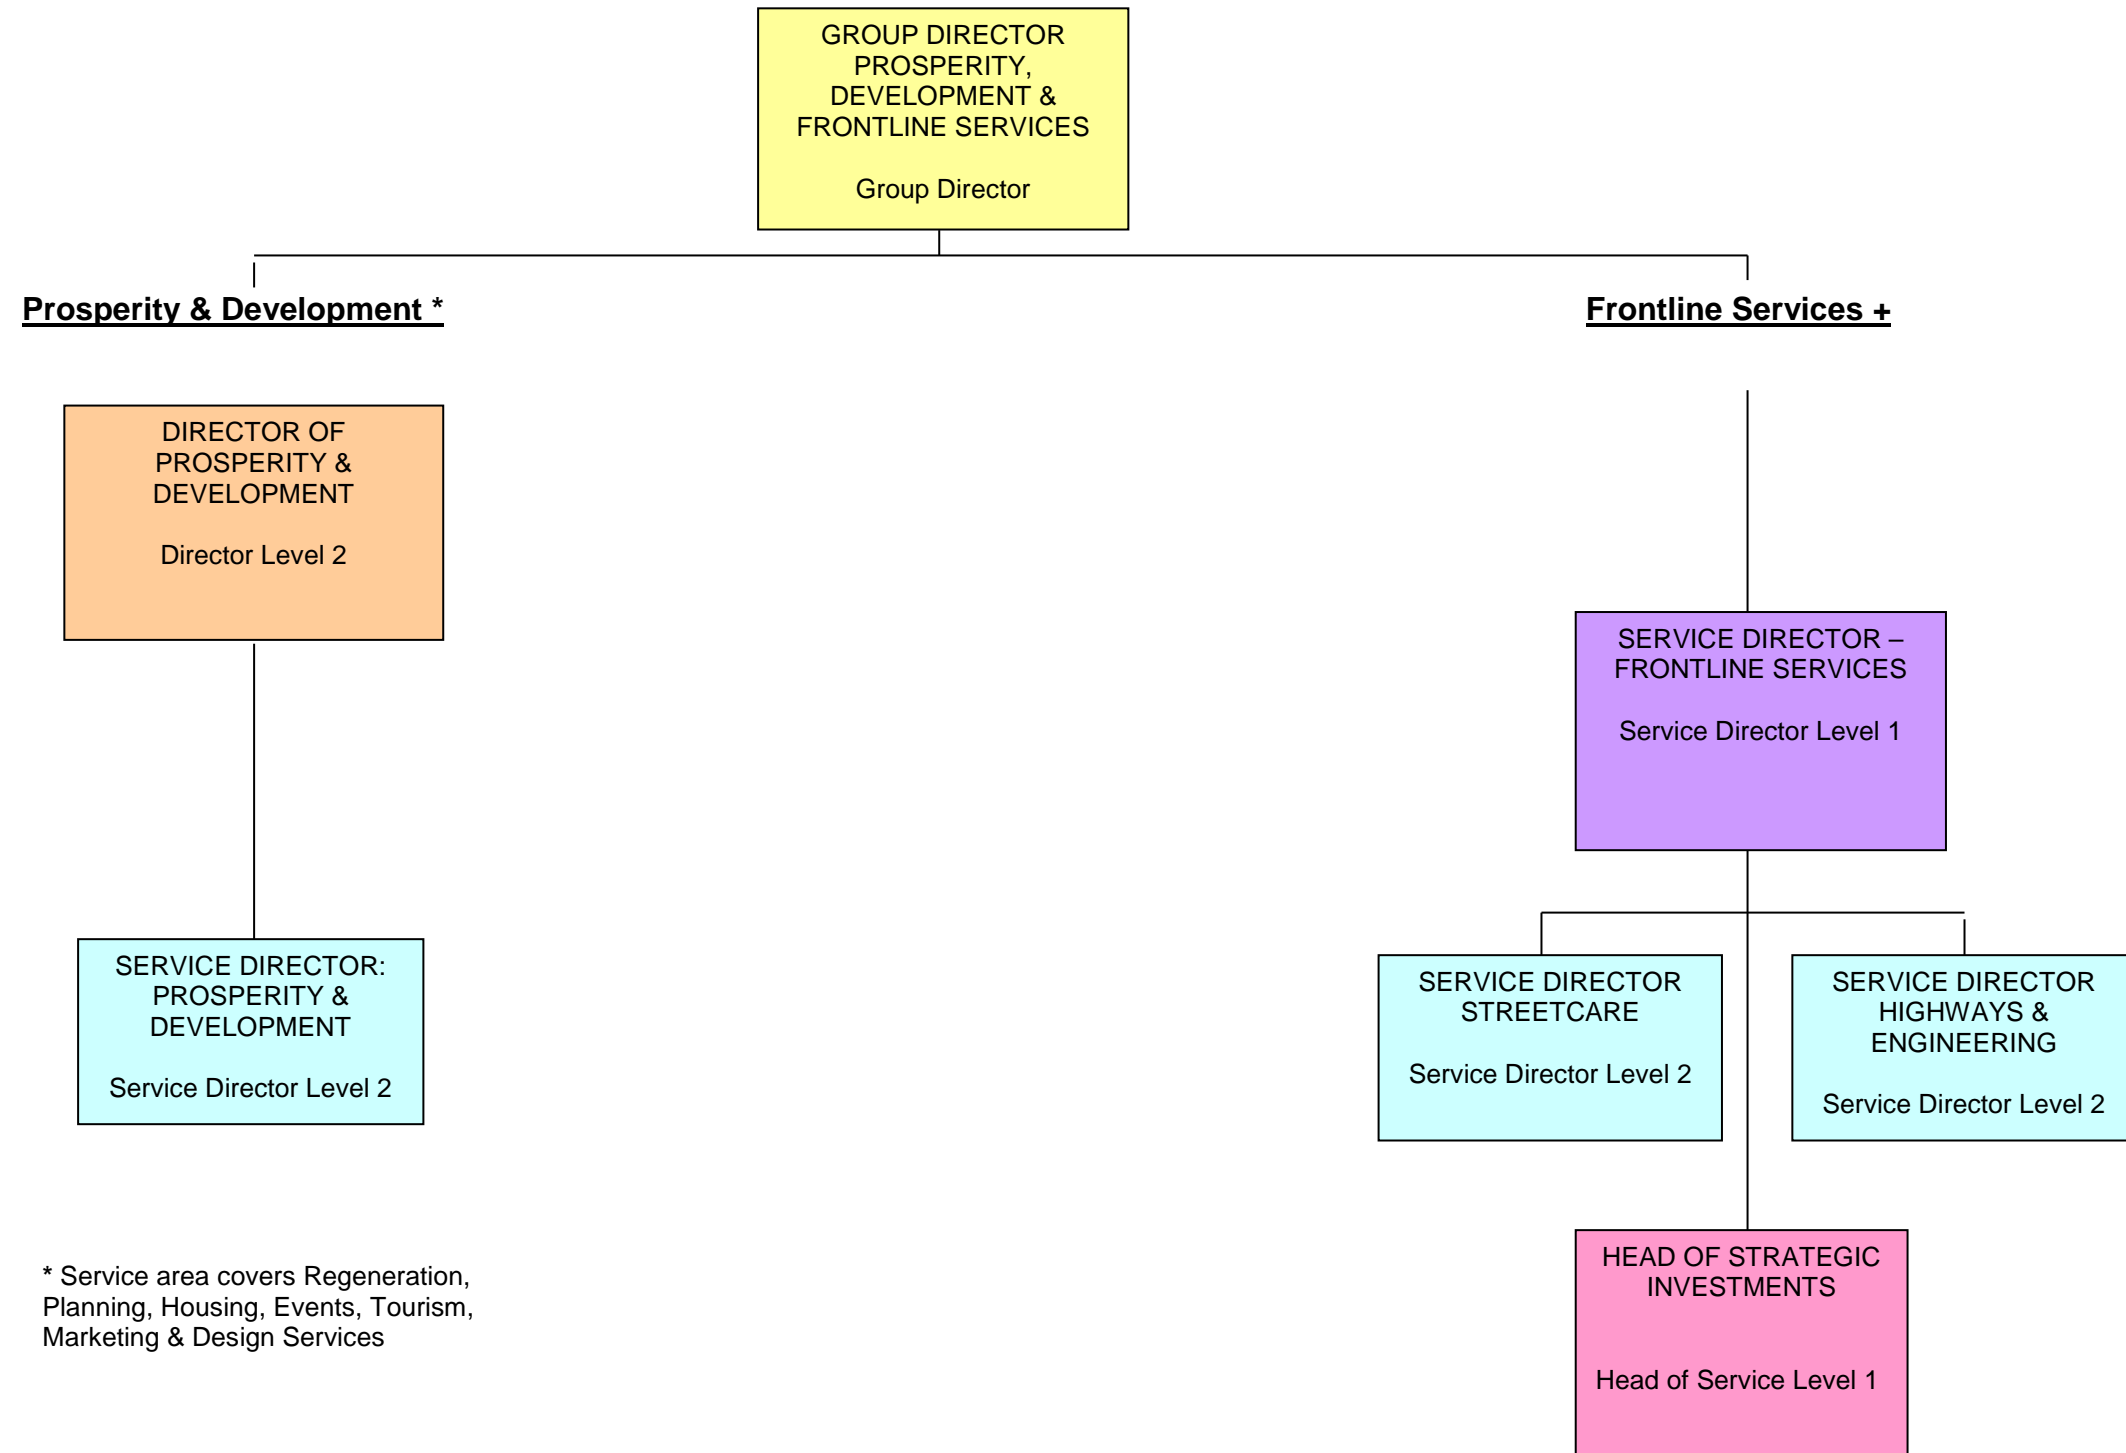 GROUP DIRECTOR
PROSPERITY,
DEVELOPMENT &
FRONTLINE SERVICES
Group Director
Prosperity & Development *
Frontline Services +
DIRECTOR OF
PROSPERITY &
DEVELOPMENT
Director Level 2
SERVICE DIRECTOR –
FRONTLINE SERVICES
Service Director Level 1
SERVICE DIRECTOR:
PROSPERITY &
DEVELOPMENT
Service Director Level 2
SERVICE DIRECTOR
STREETCARE
Service Director Level 2
SERVICE DIRECTOR
HIGHWAYS &
ENGINEERING
Service Director Level 2
HEAD OF STRATEGIC
INVESTMENTS
Head of Service Level 1
* Service area covers Regeneration,
Planning, Housing, Events, Tourism,
Marketing & Design Services